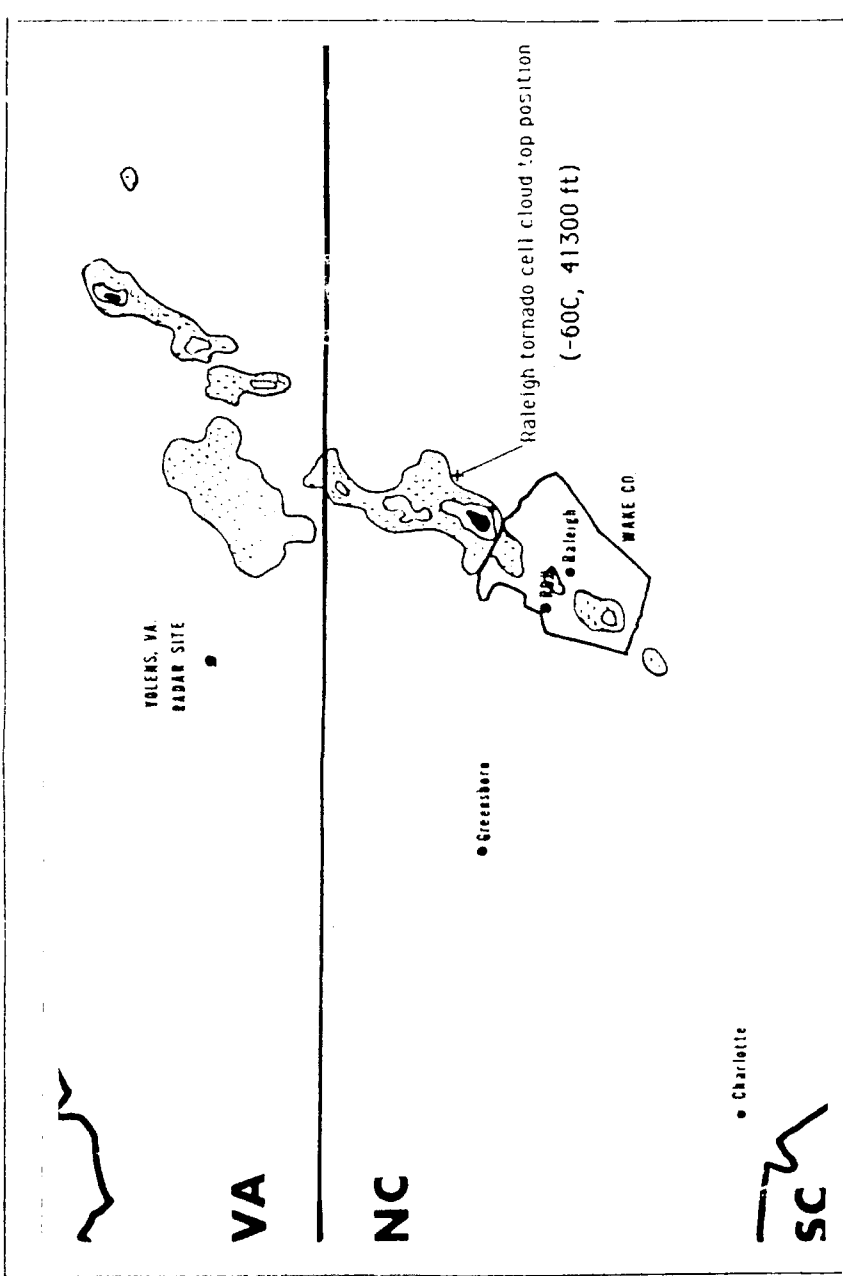 VOLENS, VA.
RADAR SITE
VA
NC
Raleigh tornado cell cloud top position
(-60C, 41300 ft)
Greensboro
RDU
Raleigh
WAKE CO
Charlotte
SC